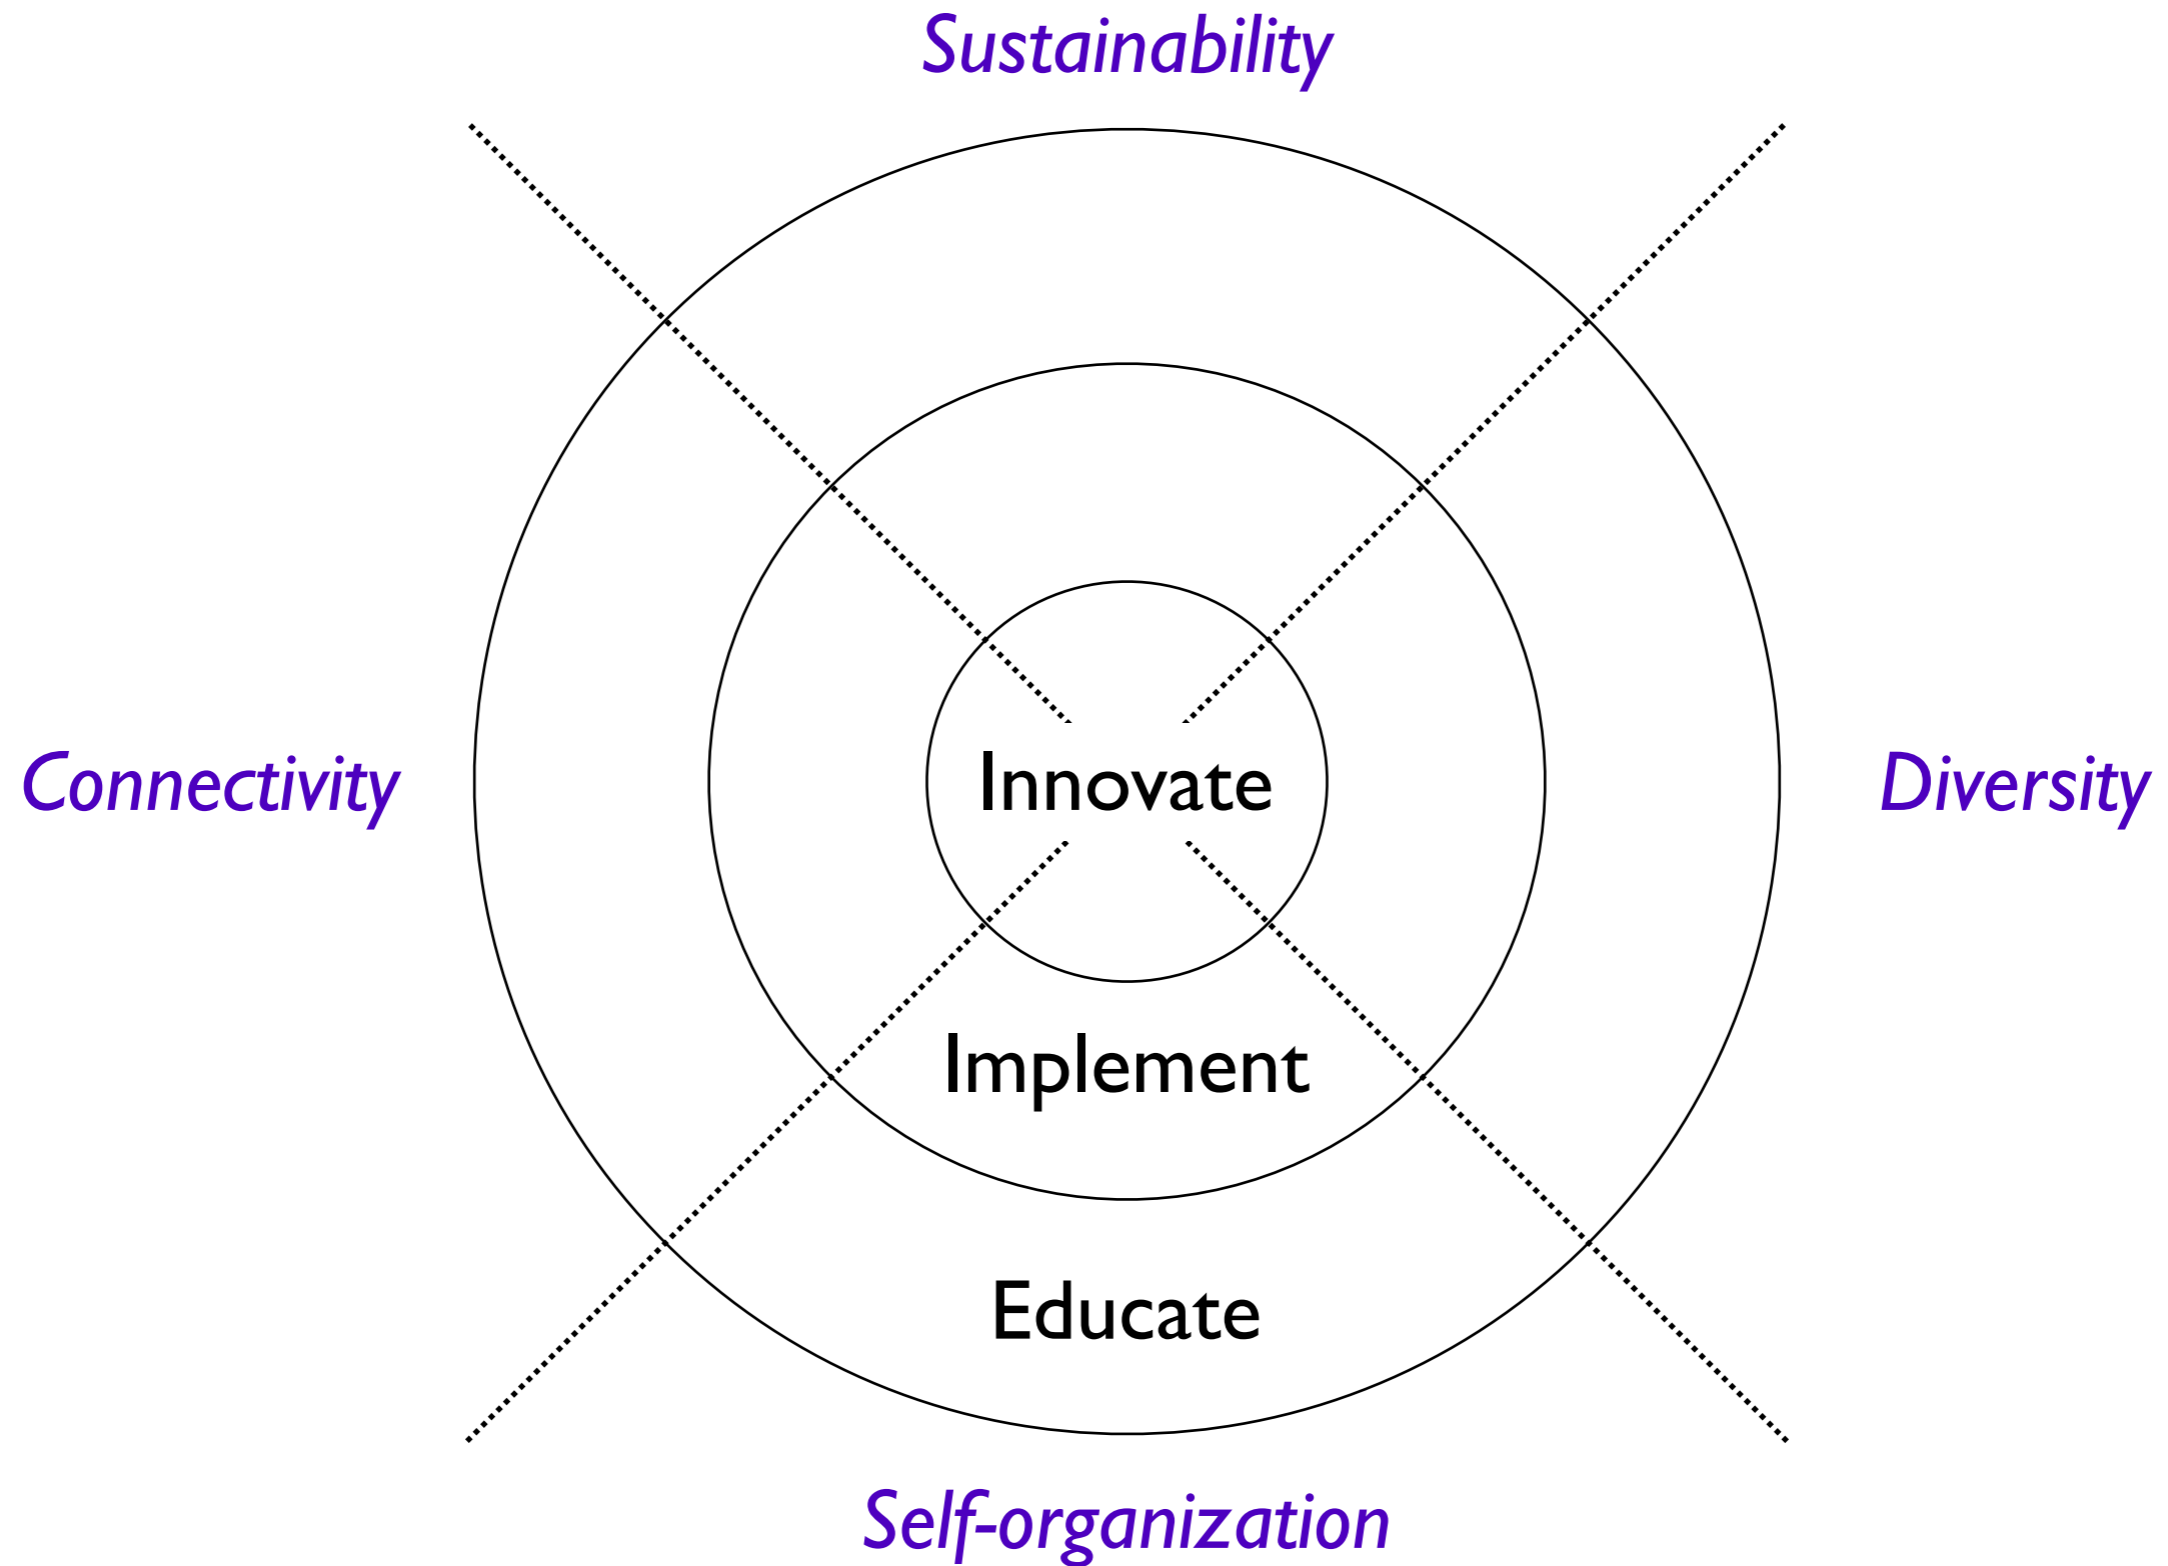 Sustainability
Connectivity
Innovate
Diversity
Implement
Educate
Self-organization